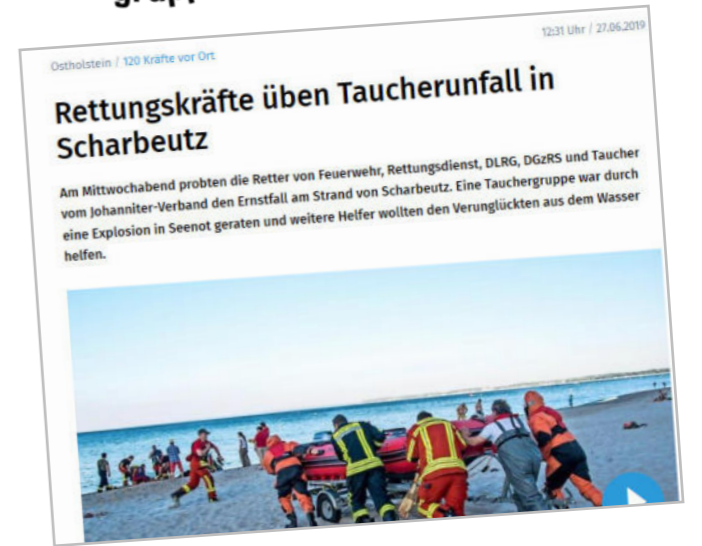 Ostholstein / 120 Kräfte vor Ort
12:31 Uhr / 27.06.2019
Rettungskräfte üben Taucherunfall in
Scharbeutz
Am Mittwochabend probten die Retter von Feuerwehr, Rettungsdienst, DLRG, DGzRS und Taucher
vom Johanniter-Verband den Ernstfall am Strand von Scharbeutz. Eine Tauchergruppe war durch
eine Explosion in Seenot geraten und weitere Helfer wollten den Verunglückten aus dem Wasser
helfen.